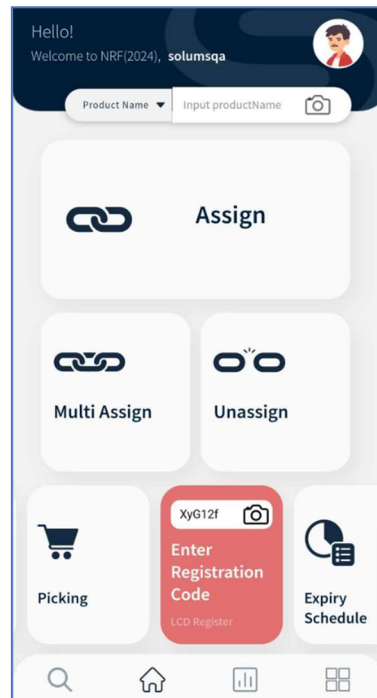 Hello!
Welcome to NRF(2024), solumsqa
Product Name Input productName
Assign
Multi Assign
Unassign
Picking
XyG12f
Enter
Registration
Code
LCD Register
Expiry
Schedule